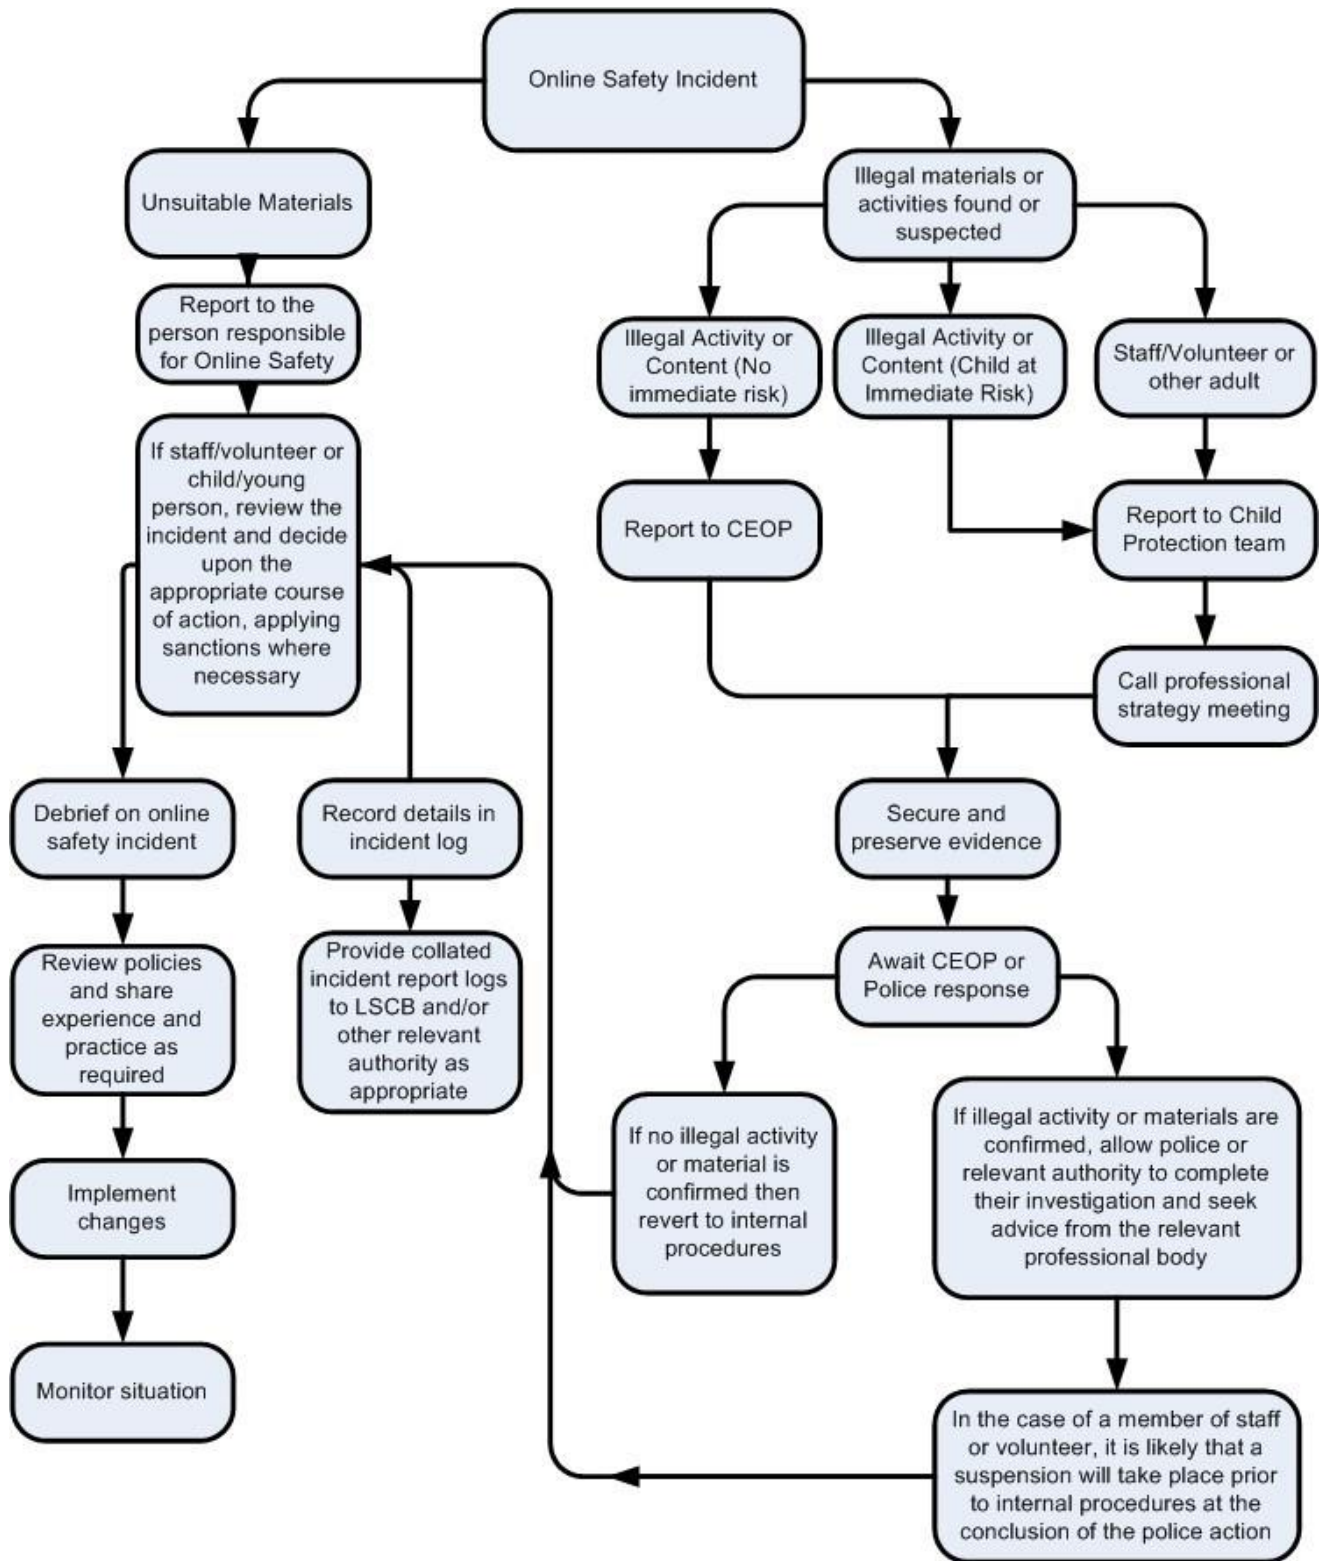 Online Safety Incident
Unsuitable Materials
Report to the
person responsible
for Online Safety
If staff/volunteer or
child/young
person, review the
incident and decide
upon the
appropriate course
of action, applying
sanctions where
necessary
Debrief on online
safety incident
Review policies
and share
experience and
practice as
required
Implement
changes
Monitor situation
Record details in
incident log
Provide collated
incident report logs
to LSCB and/or
other relevant
authority as
appropriate
Illegal materials or
activities found or
suspected
Illegal Activity or
Content (No
immediate risk)
Illegal Activity or
Content (Child at
Immediate Risk)
Staff/Volunteer or
other adult
Report to CEOP
Report to Child
Protection team
Call professional
strategy meeting
Secure and
preserve evidence
Await CEOP or
Police response
If no illegal activity
or material is
confirmed then
revert to internal
procedures
If illegal activity or materials are
confirmed, allow police or
relevant authority to complete
their investigation and seek
advice from the relevant
professional body
In the case of a member of staff
or volunteer, it is likely that a
suspension will take place prior
to internal procedures at the
conclusion of the police action